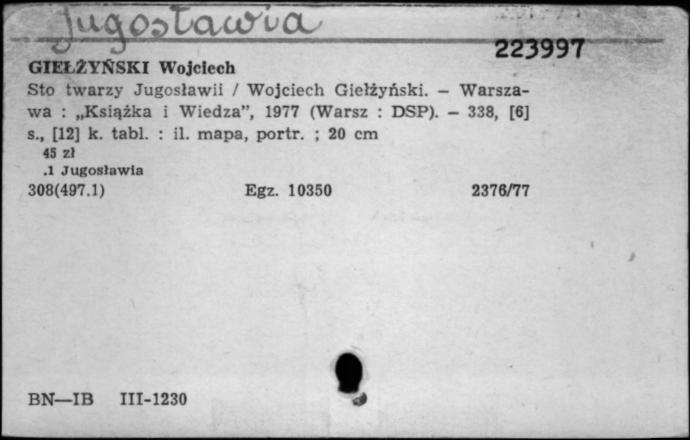 Jugosławia
223997
GIEŁŻYŃSKI Wojciech
Sto twarzy Jugosławii / Wojciech Giełżyński. — Warsza-
wa : „Książka i Wiedza”, 1977 (Warsz : DSP). — 338, [6]
s., [12] k. tabl. : il. mapa, portr. ; 20 cm
45 zł
.1 Jugosławia
308(497.1) Egz. 10350 2376/77
BN—IB III-1230